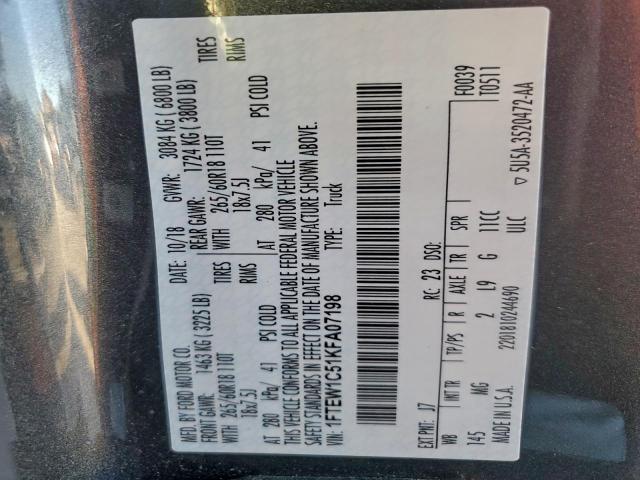 MFD. BY FORD MOTOR CO.
DATE: 10/18 GVWR: 3084 KG ( 6800 LB)
FRONT GAWR: 1463 KG ( 3225 LB) REAR GAWR: 1724 KG ( 3800 LB)
WITH 265/60R18 110T TIRES WITH 265/60R18 110T TIRES
18x7.5J RIMS 18x7.5J RIMS
AT 280 kPa/ 41 PSI COLD AT 280 kPa/ 41 PSI COLD
THIS VEHICLE CONFORMS TO ALL APPLICABLE FEDERAL MOTOR VEHICLE
SAFETY STANDARDS IN EFFECT ON THE DATE OF MANUFACTURE SHOWN ABOVE.
VIN: 1FTEW1C51KFA07198 TYPE: Truck
F0039
T0511
EXT PNT: J7 RC: 23 DSO:
WB INT TR TP/PS R AXLE TR SPR
145 MG 2 L9 G 11CC
MADE IN U.S.A. 2201810244690 ULC
5U5A-3520472-AA